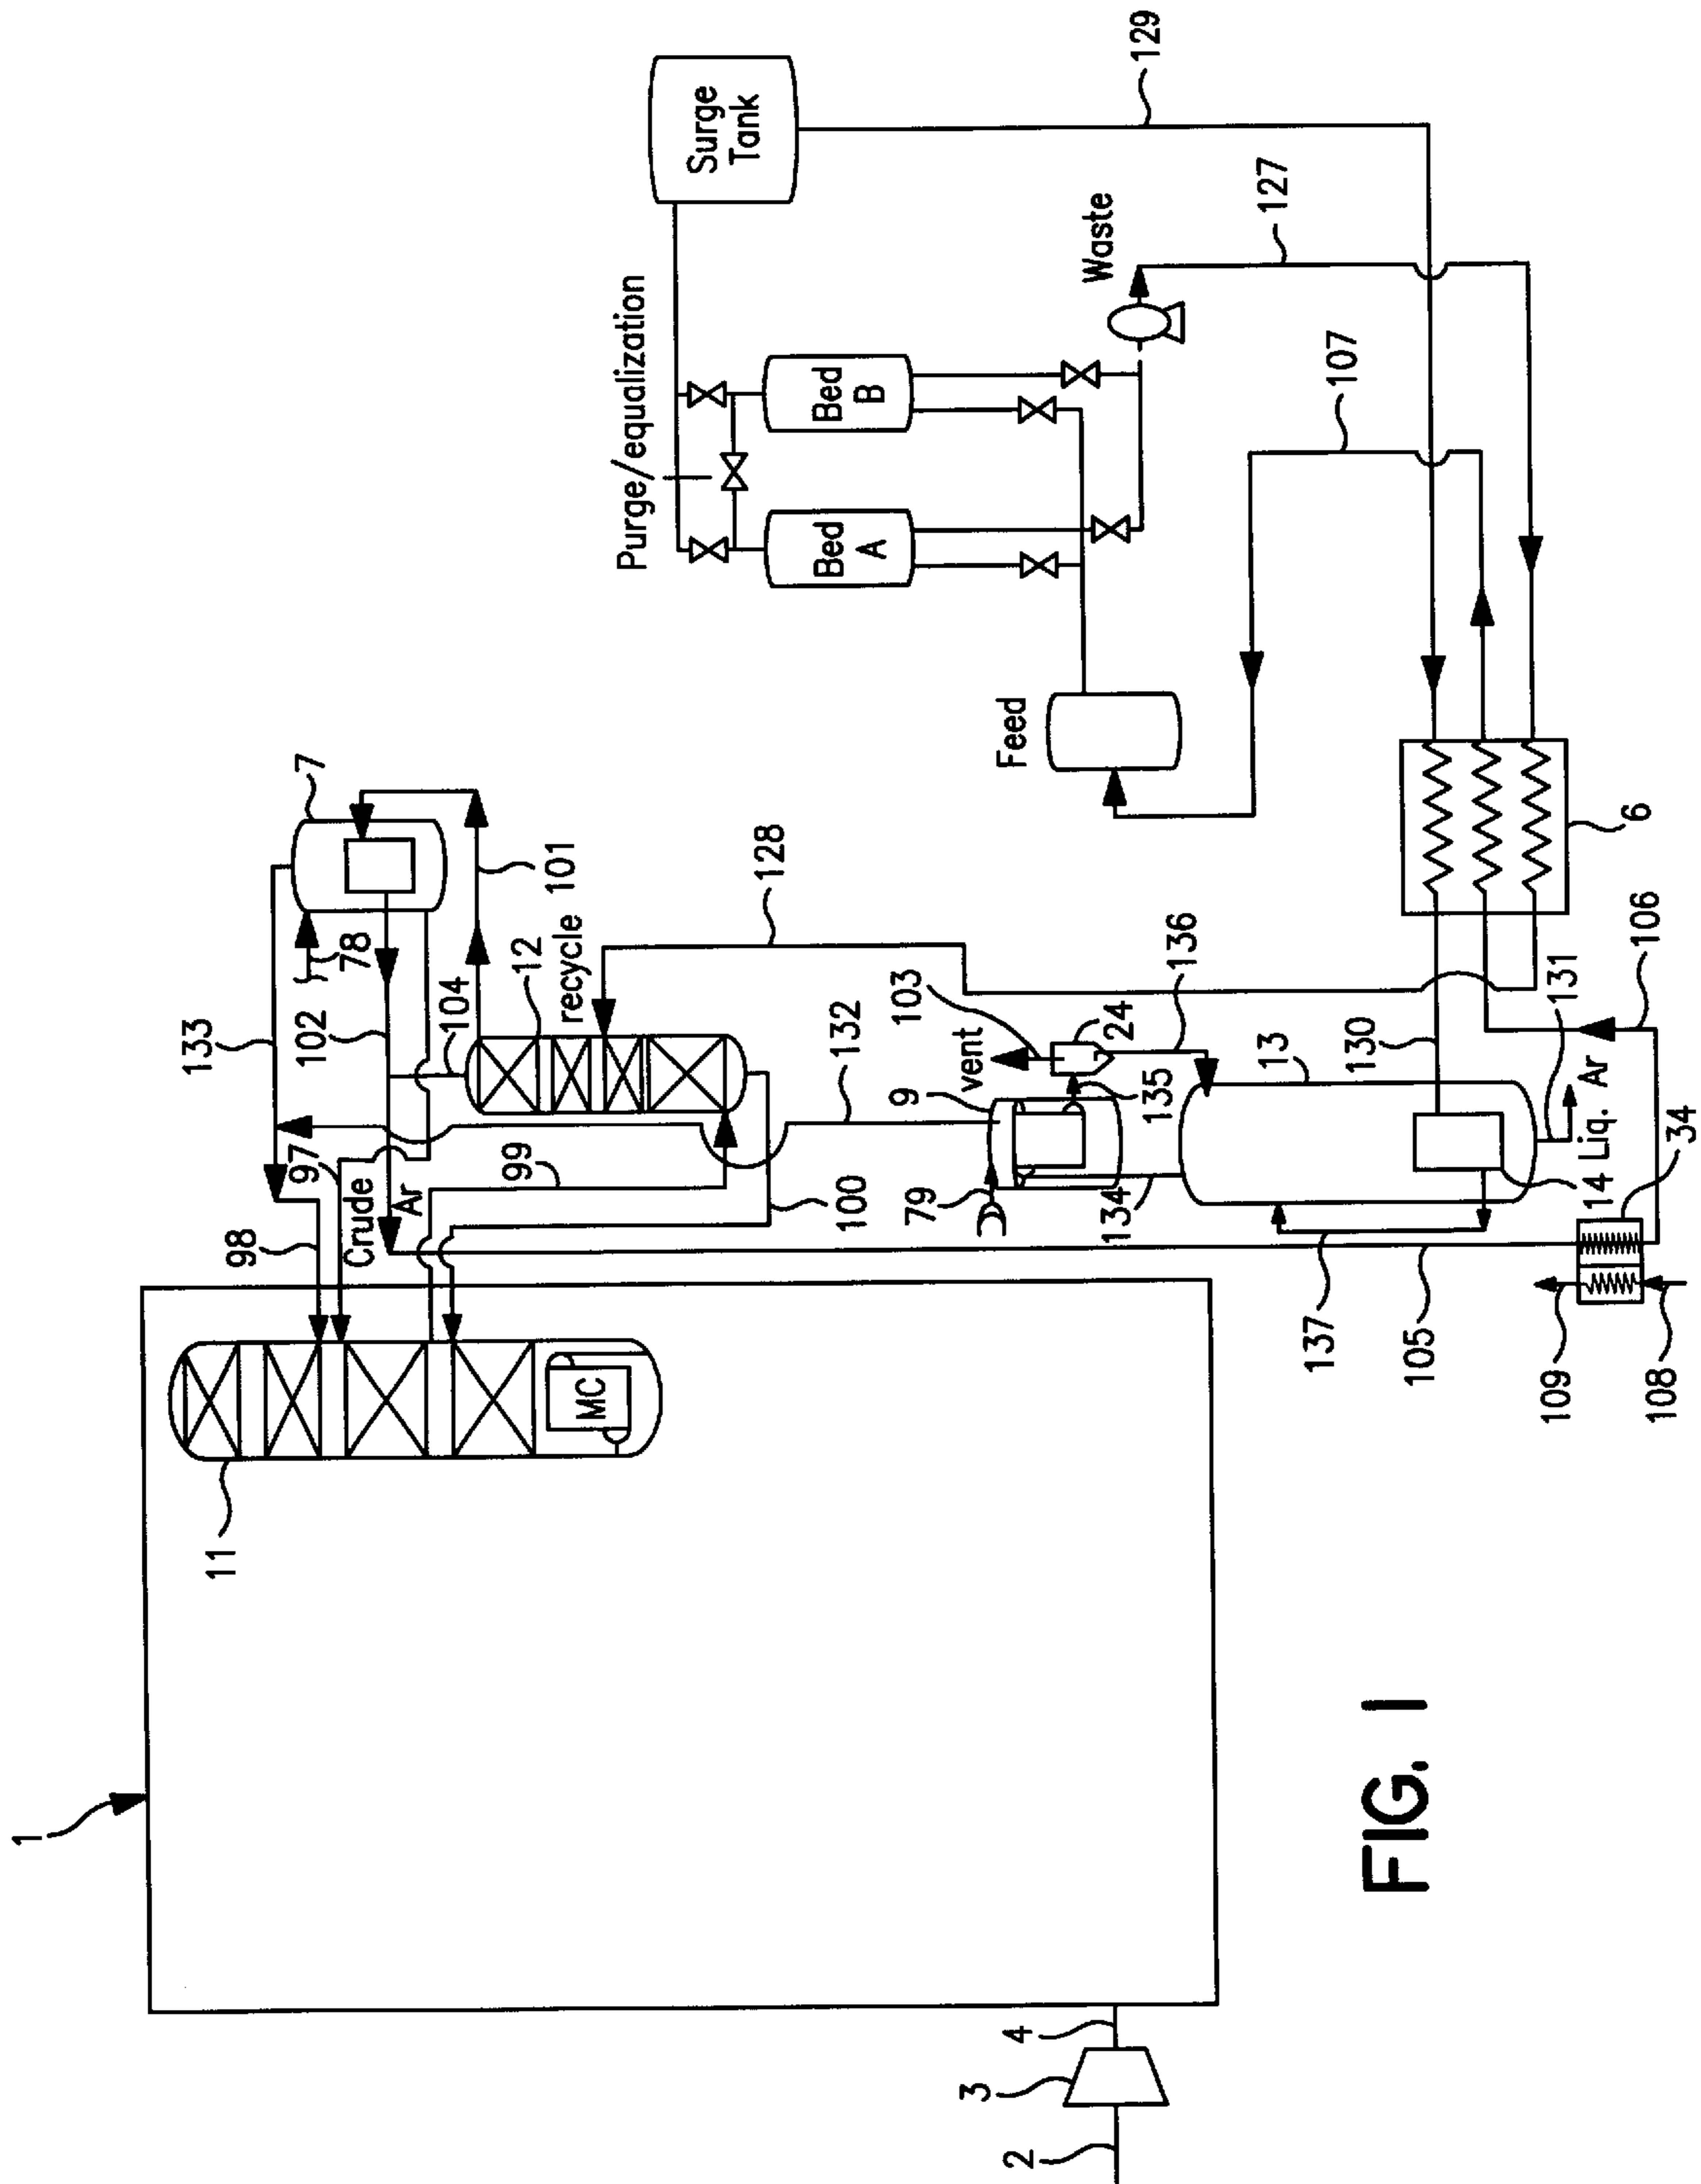 1
2
3
4
11
MC
98
97
133
102
78
7
101
104
12
recycle
Crude
Ar
99
100
128
132
9
79
vent
103
24
135
136
134
13
130
131
14
Liq. Ar
137
105
34
109
108
106
6
Feed
Bed
A
Bed
B
Purge/equalization
Surge
Tank
Waste
107
127
129
FIG. 1